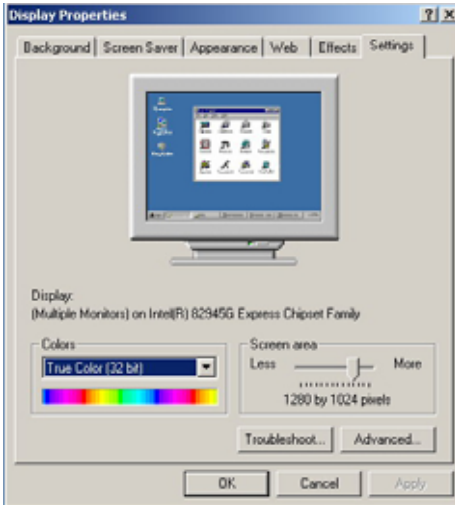 Display Properties
Background Screen Saver Appearance Web Effects Settings
Display:
(Multiple Monitors) on Intel(R) 82945G Express Chipset Family
Colors
True Color (32 bit)
Screen area
Less More
1280 by 1024 pixels
Troubleshoot... Advanced...
OK Cancel Apply